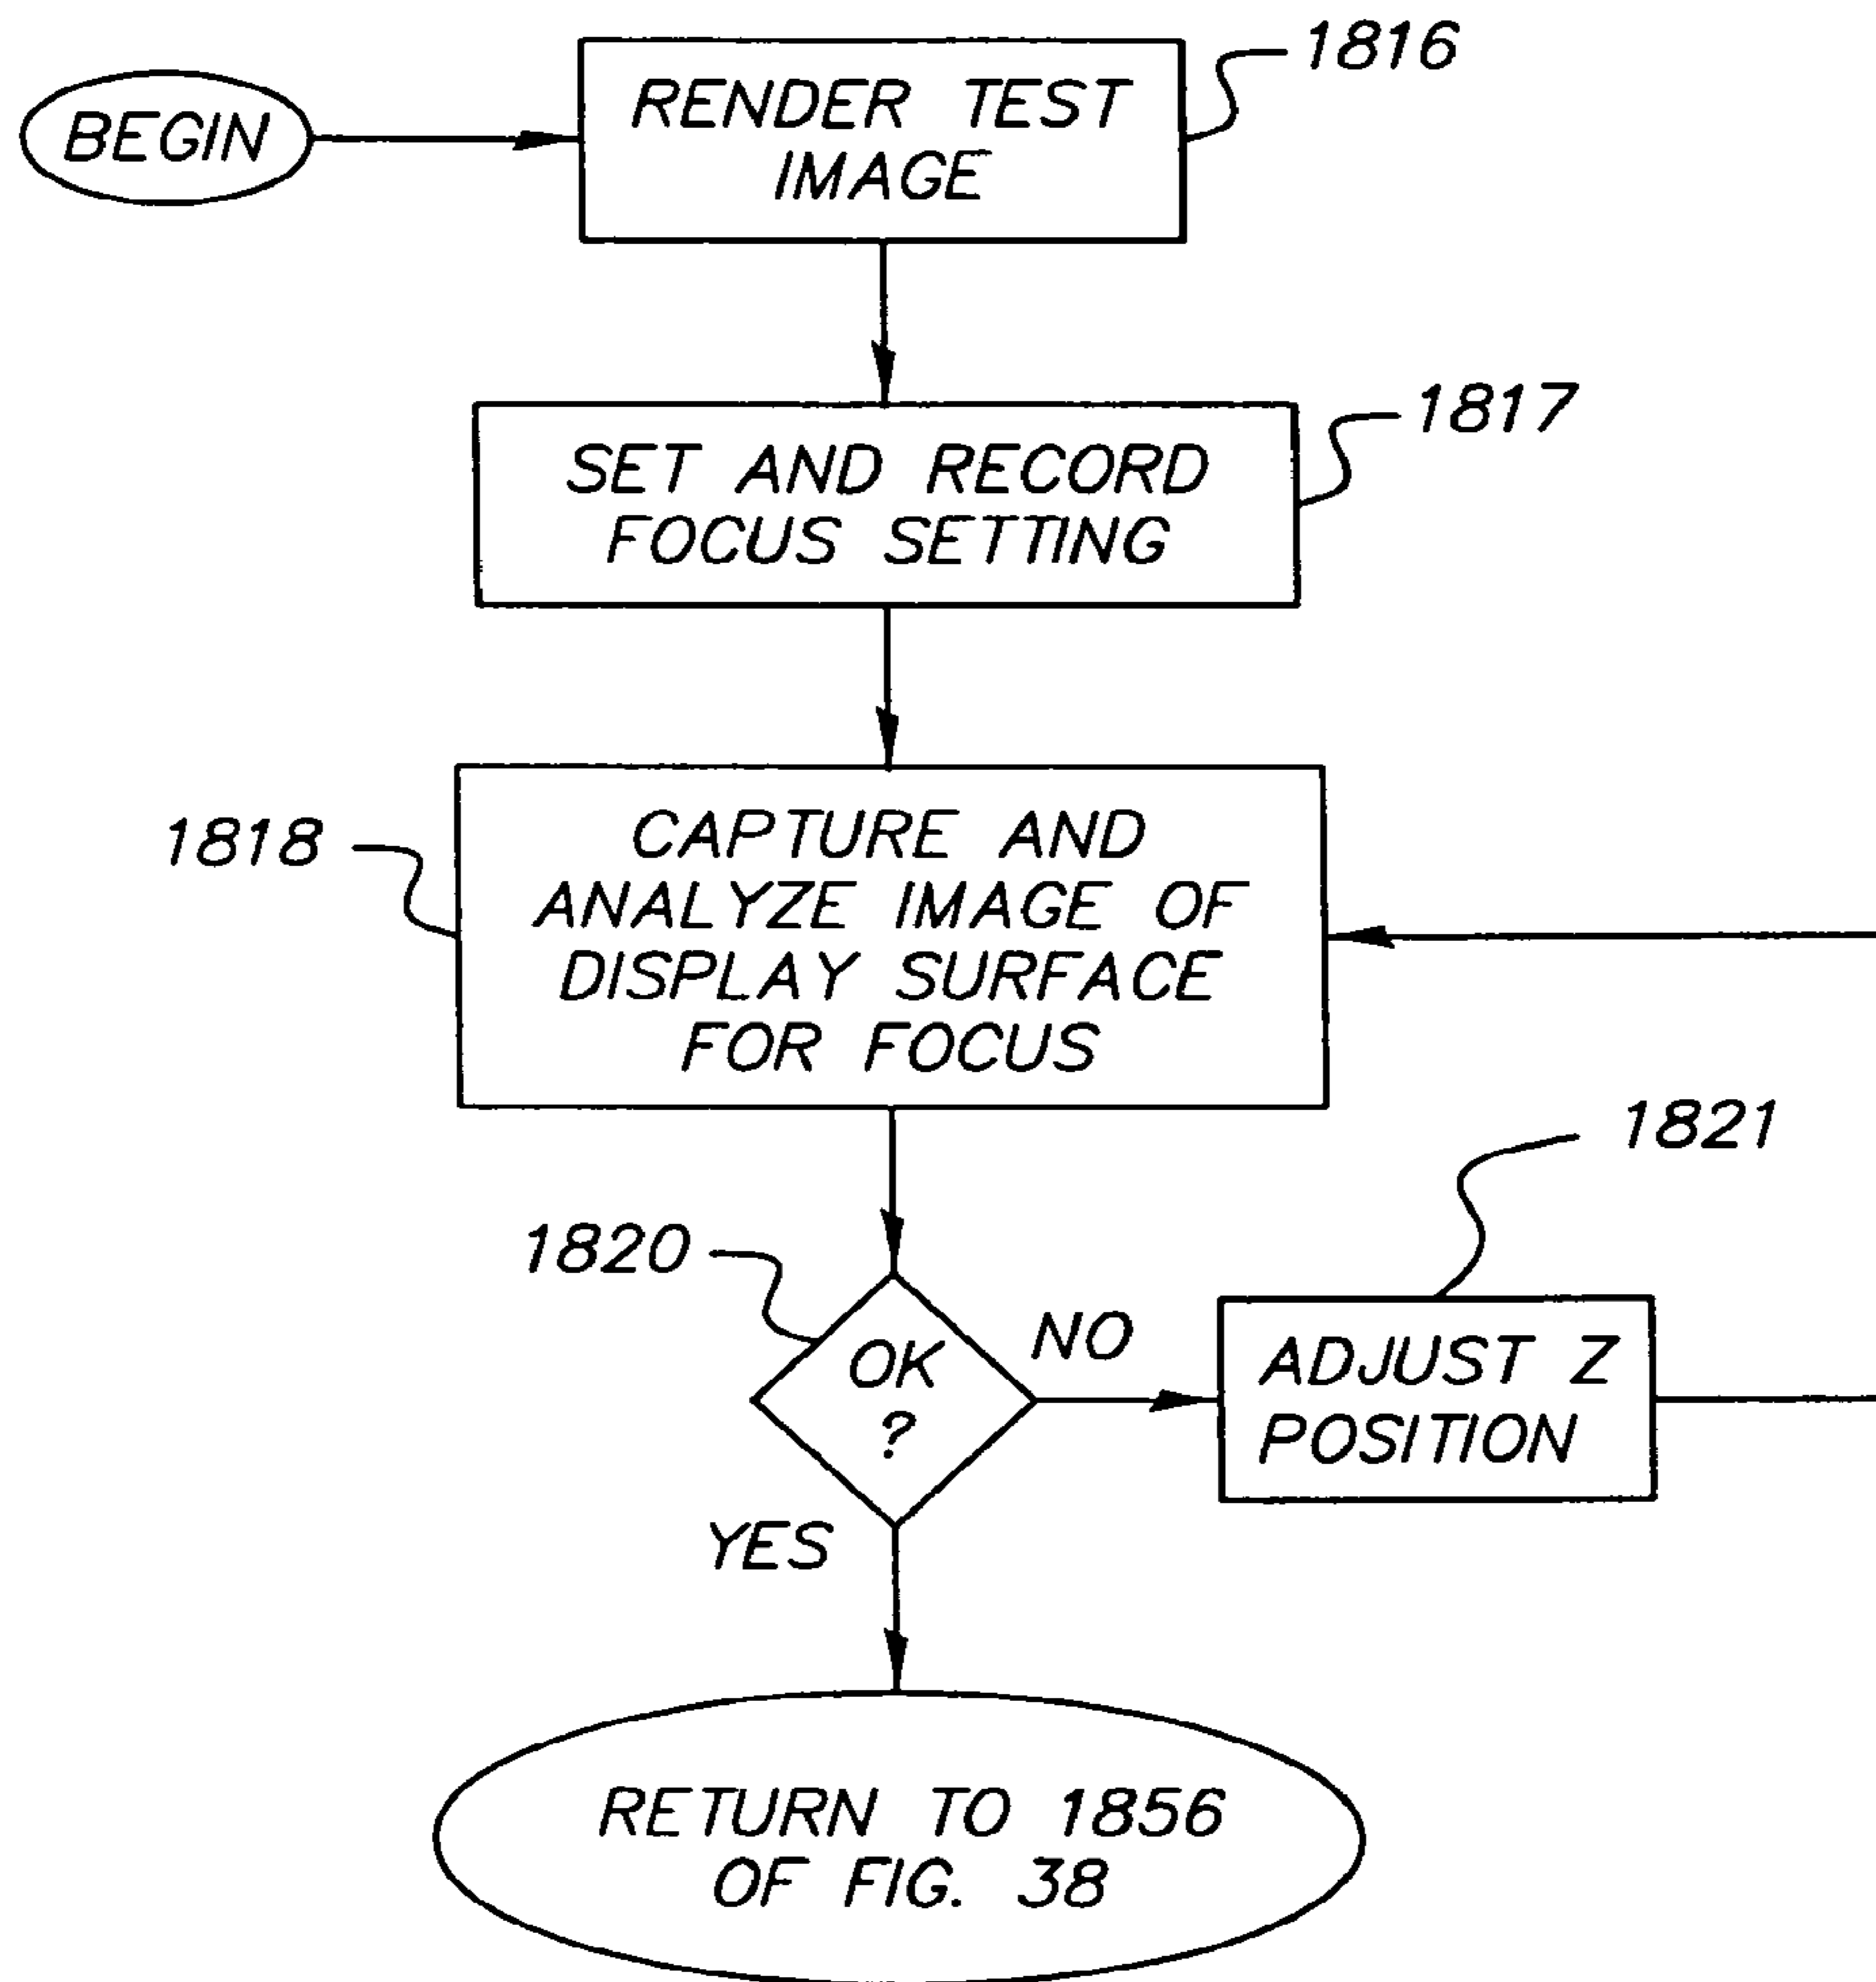 BEGIN
RENDER TEST
IMAGE
1816
SET AND RECORD
FOCUS SETTING
1817
CAPTURE AND
ANALYZE IMAGE OF
DISPLAY SURFACE
FOR FOCUS
1818
1820
OK
?
NO
1821
ADJUST Z
POSITION
YES
RETURN TO 1856
OF FIG. 38